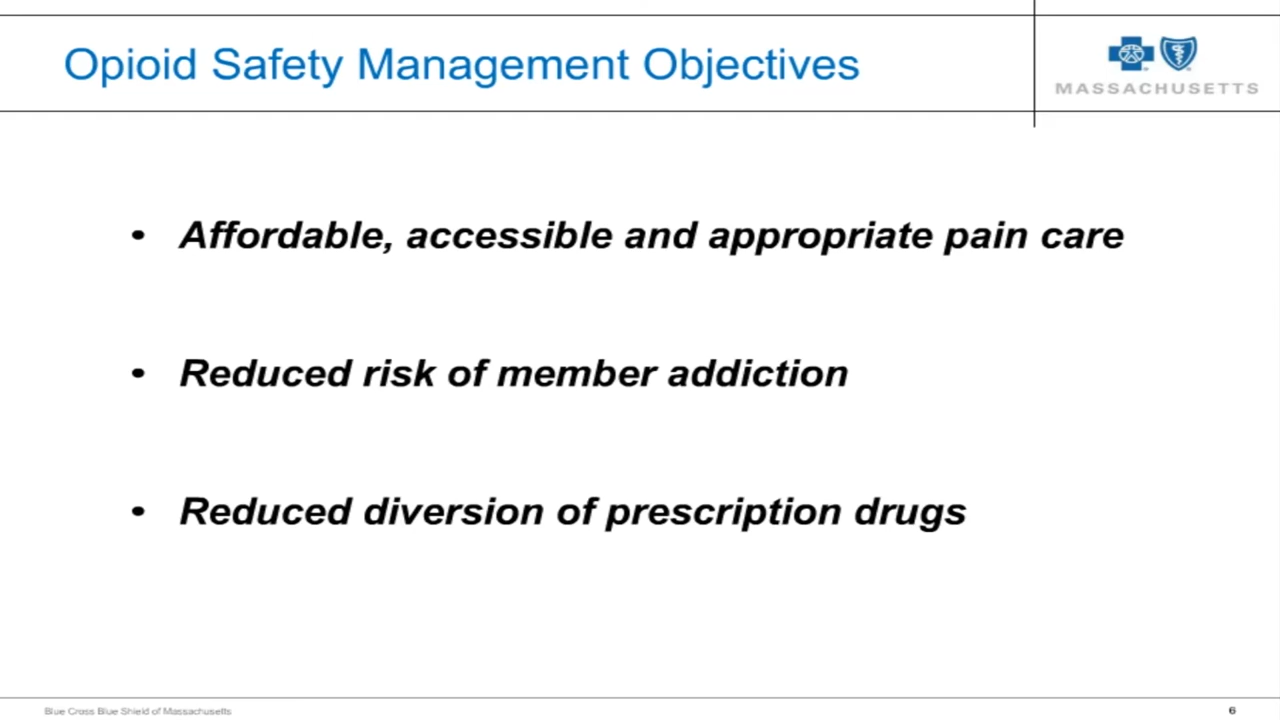 Opioid Safety Management Objectives
MASSACHUSETTS
• Affordable, accessible and appropriate pain care
• Reduced risk of member addiction
• Reduced diversion of prescription drugs
Blue Cross Blue Shield of Massachusetts
6